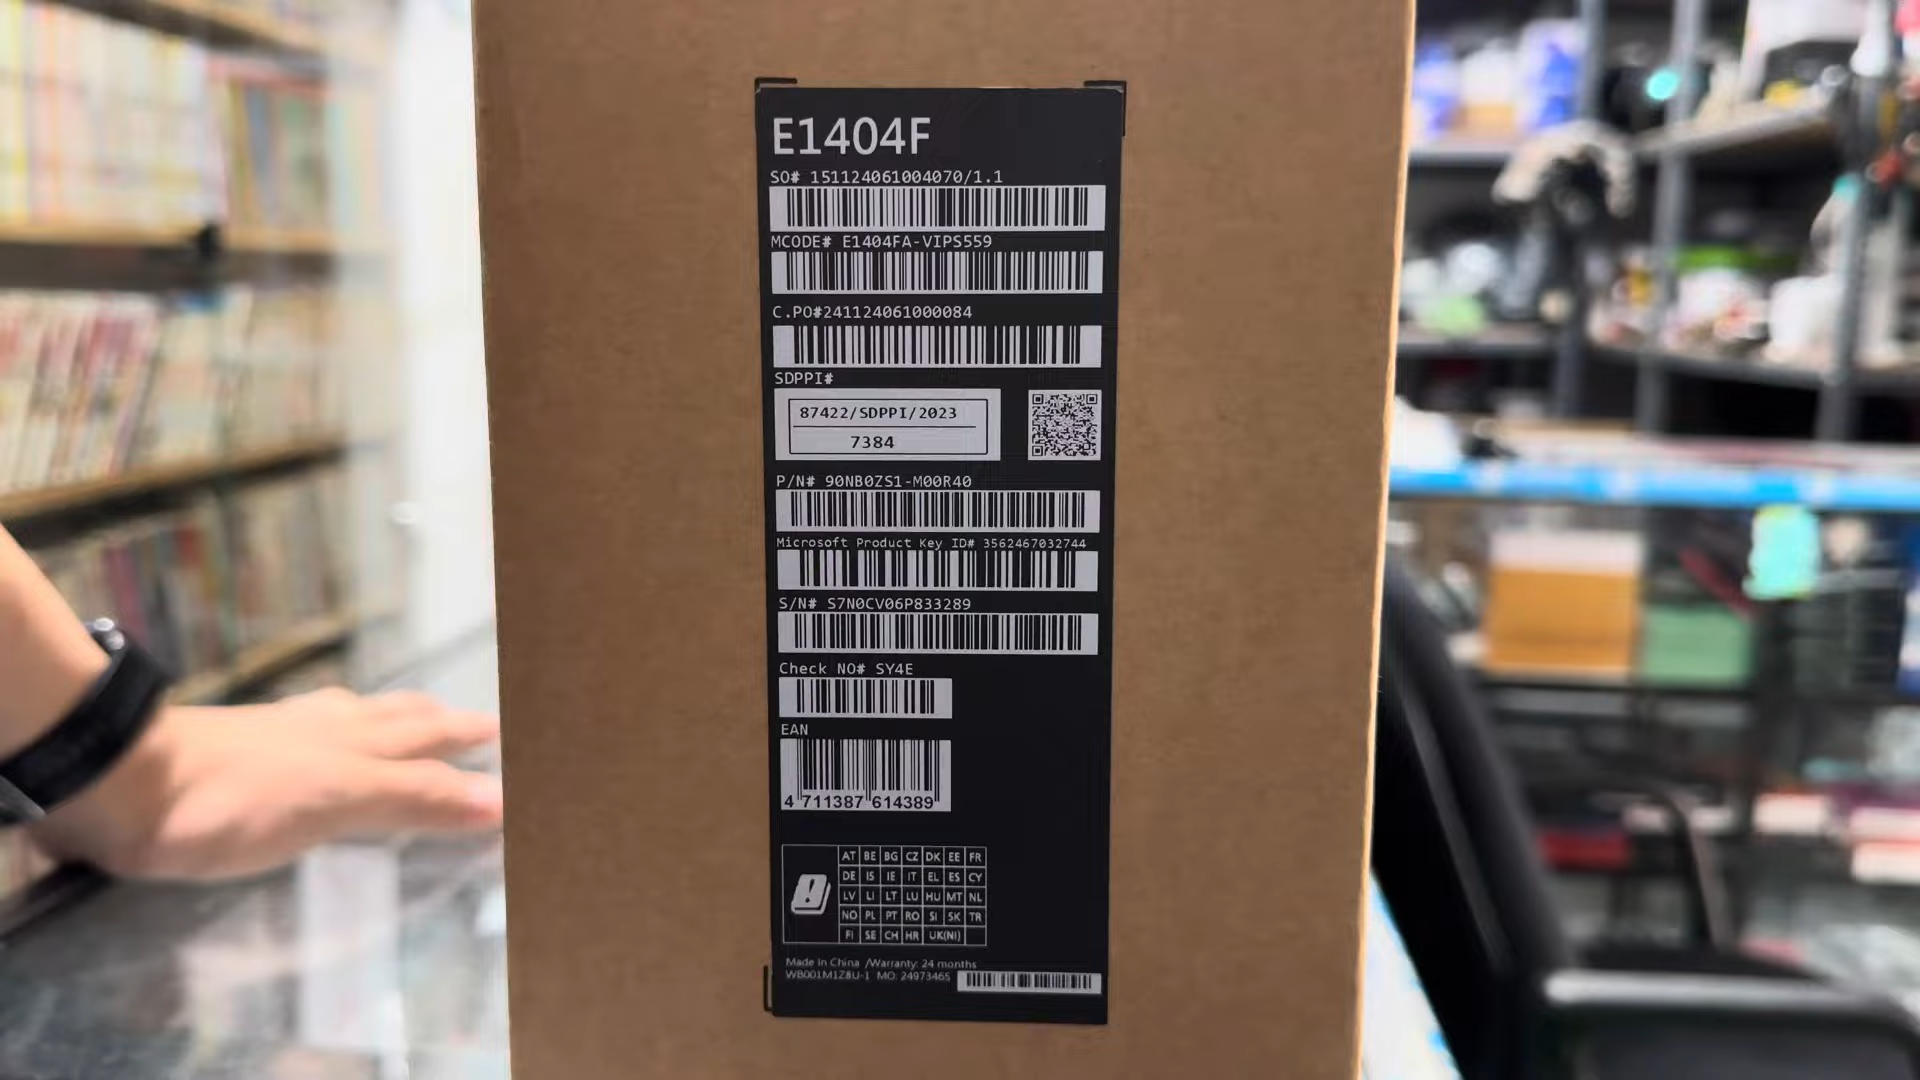 E1404F
SO# 151124061004070/1.1
MCODE# E1404FA-VIPS559
C.PO#241124061000084
SDPPI#
87422/SDPPI/2023
7384
P/N# 90NB0ZS1-M00R40
Microsoft Product Key ID# 3562467032744
S/N# S7N0CV06P833289
Check NO# SY4E
EAN
4 711387 614389
AT BE BG CZ DK EE FR
DE IS IE IT EL ES CY
LV LI LT LU HU MT NL
NO PL PT RO SI SK TR
FI SE CH HR UK(NI)
Made In China /Warranty: 24 months
WB001M1Z8U-1 MO: 24973465